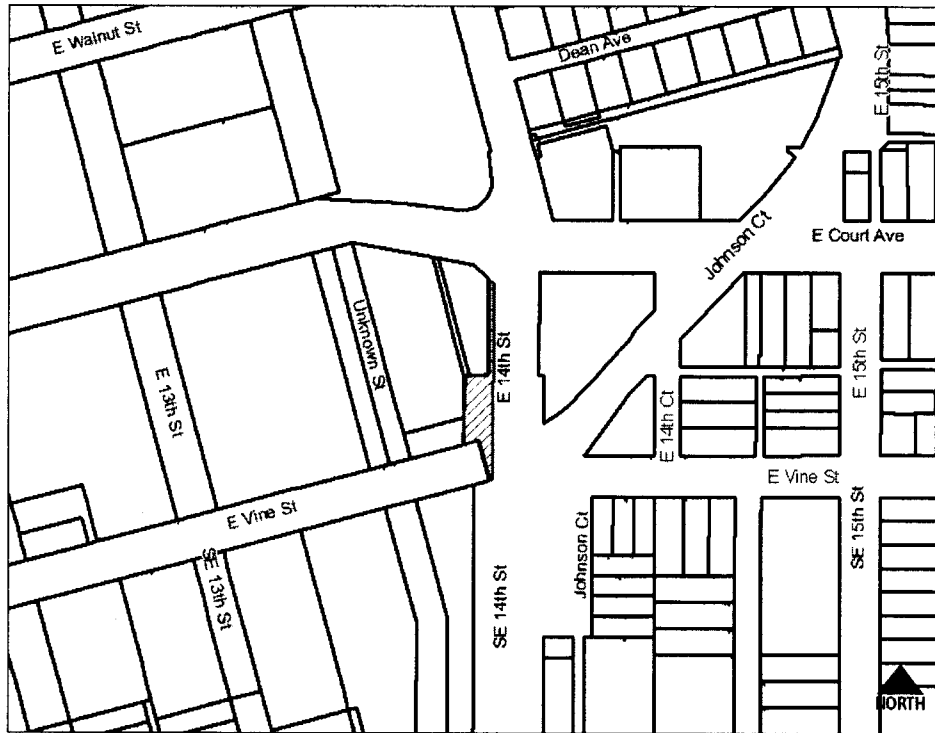 E Walnut St
Dean Ave
E 15th St
E Court Ave
Johnson Ct
Unknown St
E 14th St
E 15th St
E 13th St
E 14th Ct
E Vine St
E Vine St
SE 15th St
SE 13th St
SE 14th St
Johnson Ct
NORTH